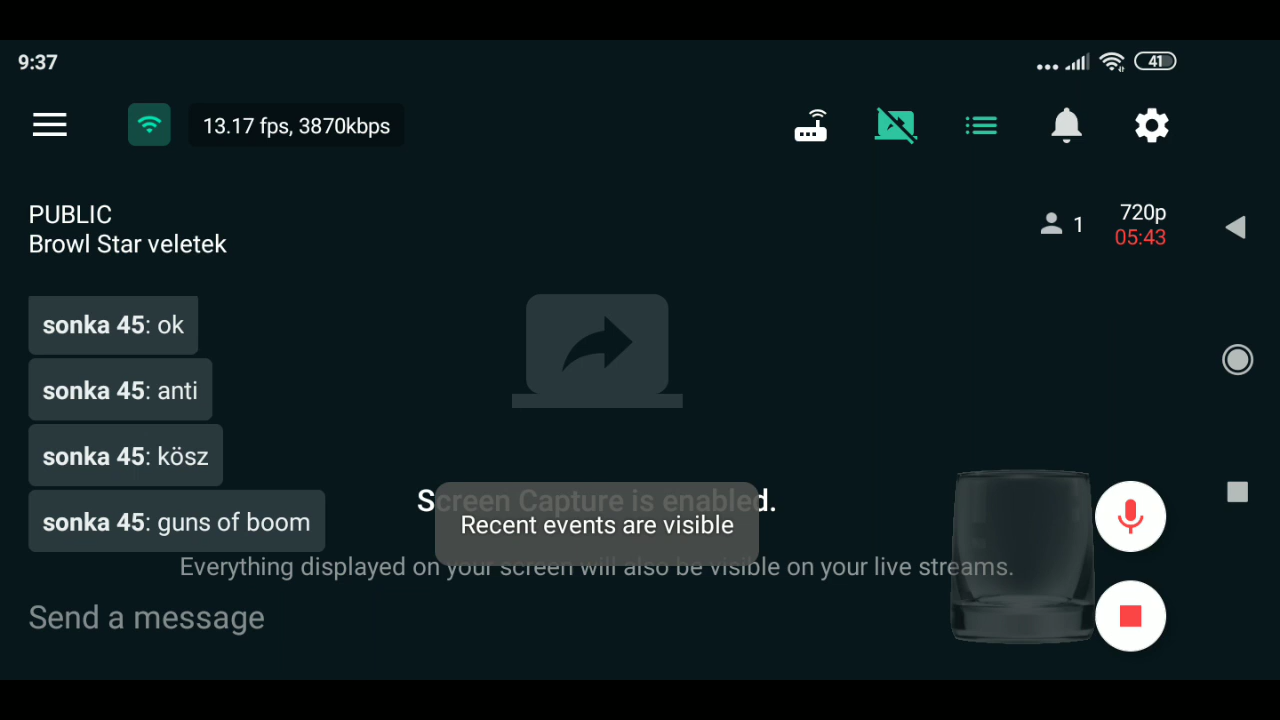 9:37
41
13.17 fps, 3870kbps
PUBLIC
Browl Star veletek
1
720p
05:43
sonka 45: ok
sonka 45: anti
sonka 45: kösz
sonka 45: guns of boom
Screen Capture is enabled.
Recent events are visible
Everything displayed on your screen will also be visible on your live streams.
Send a message